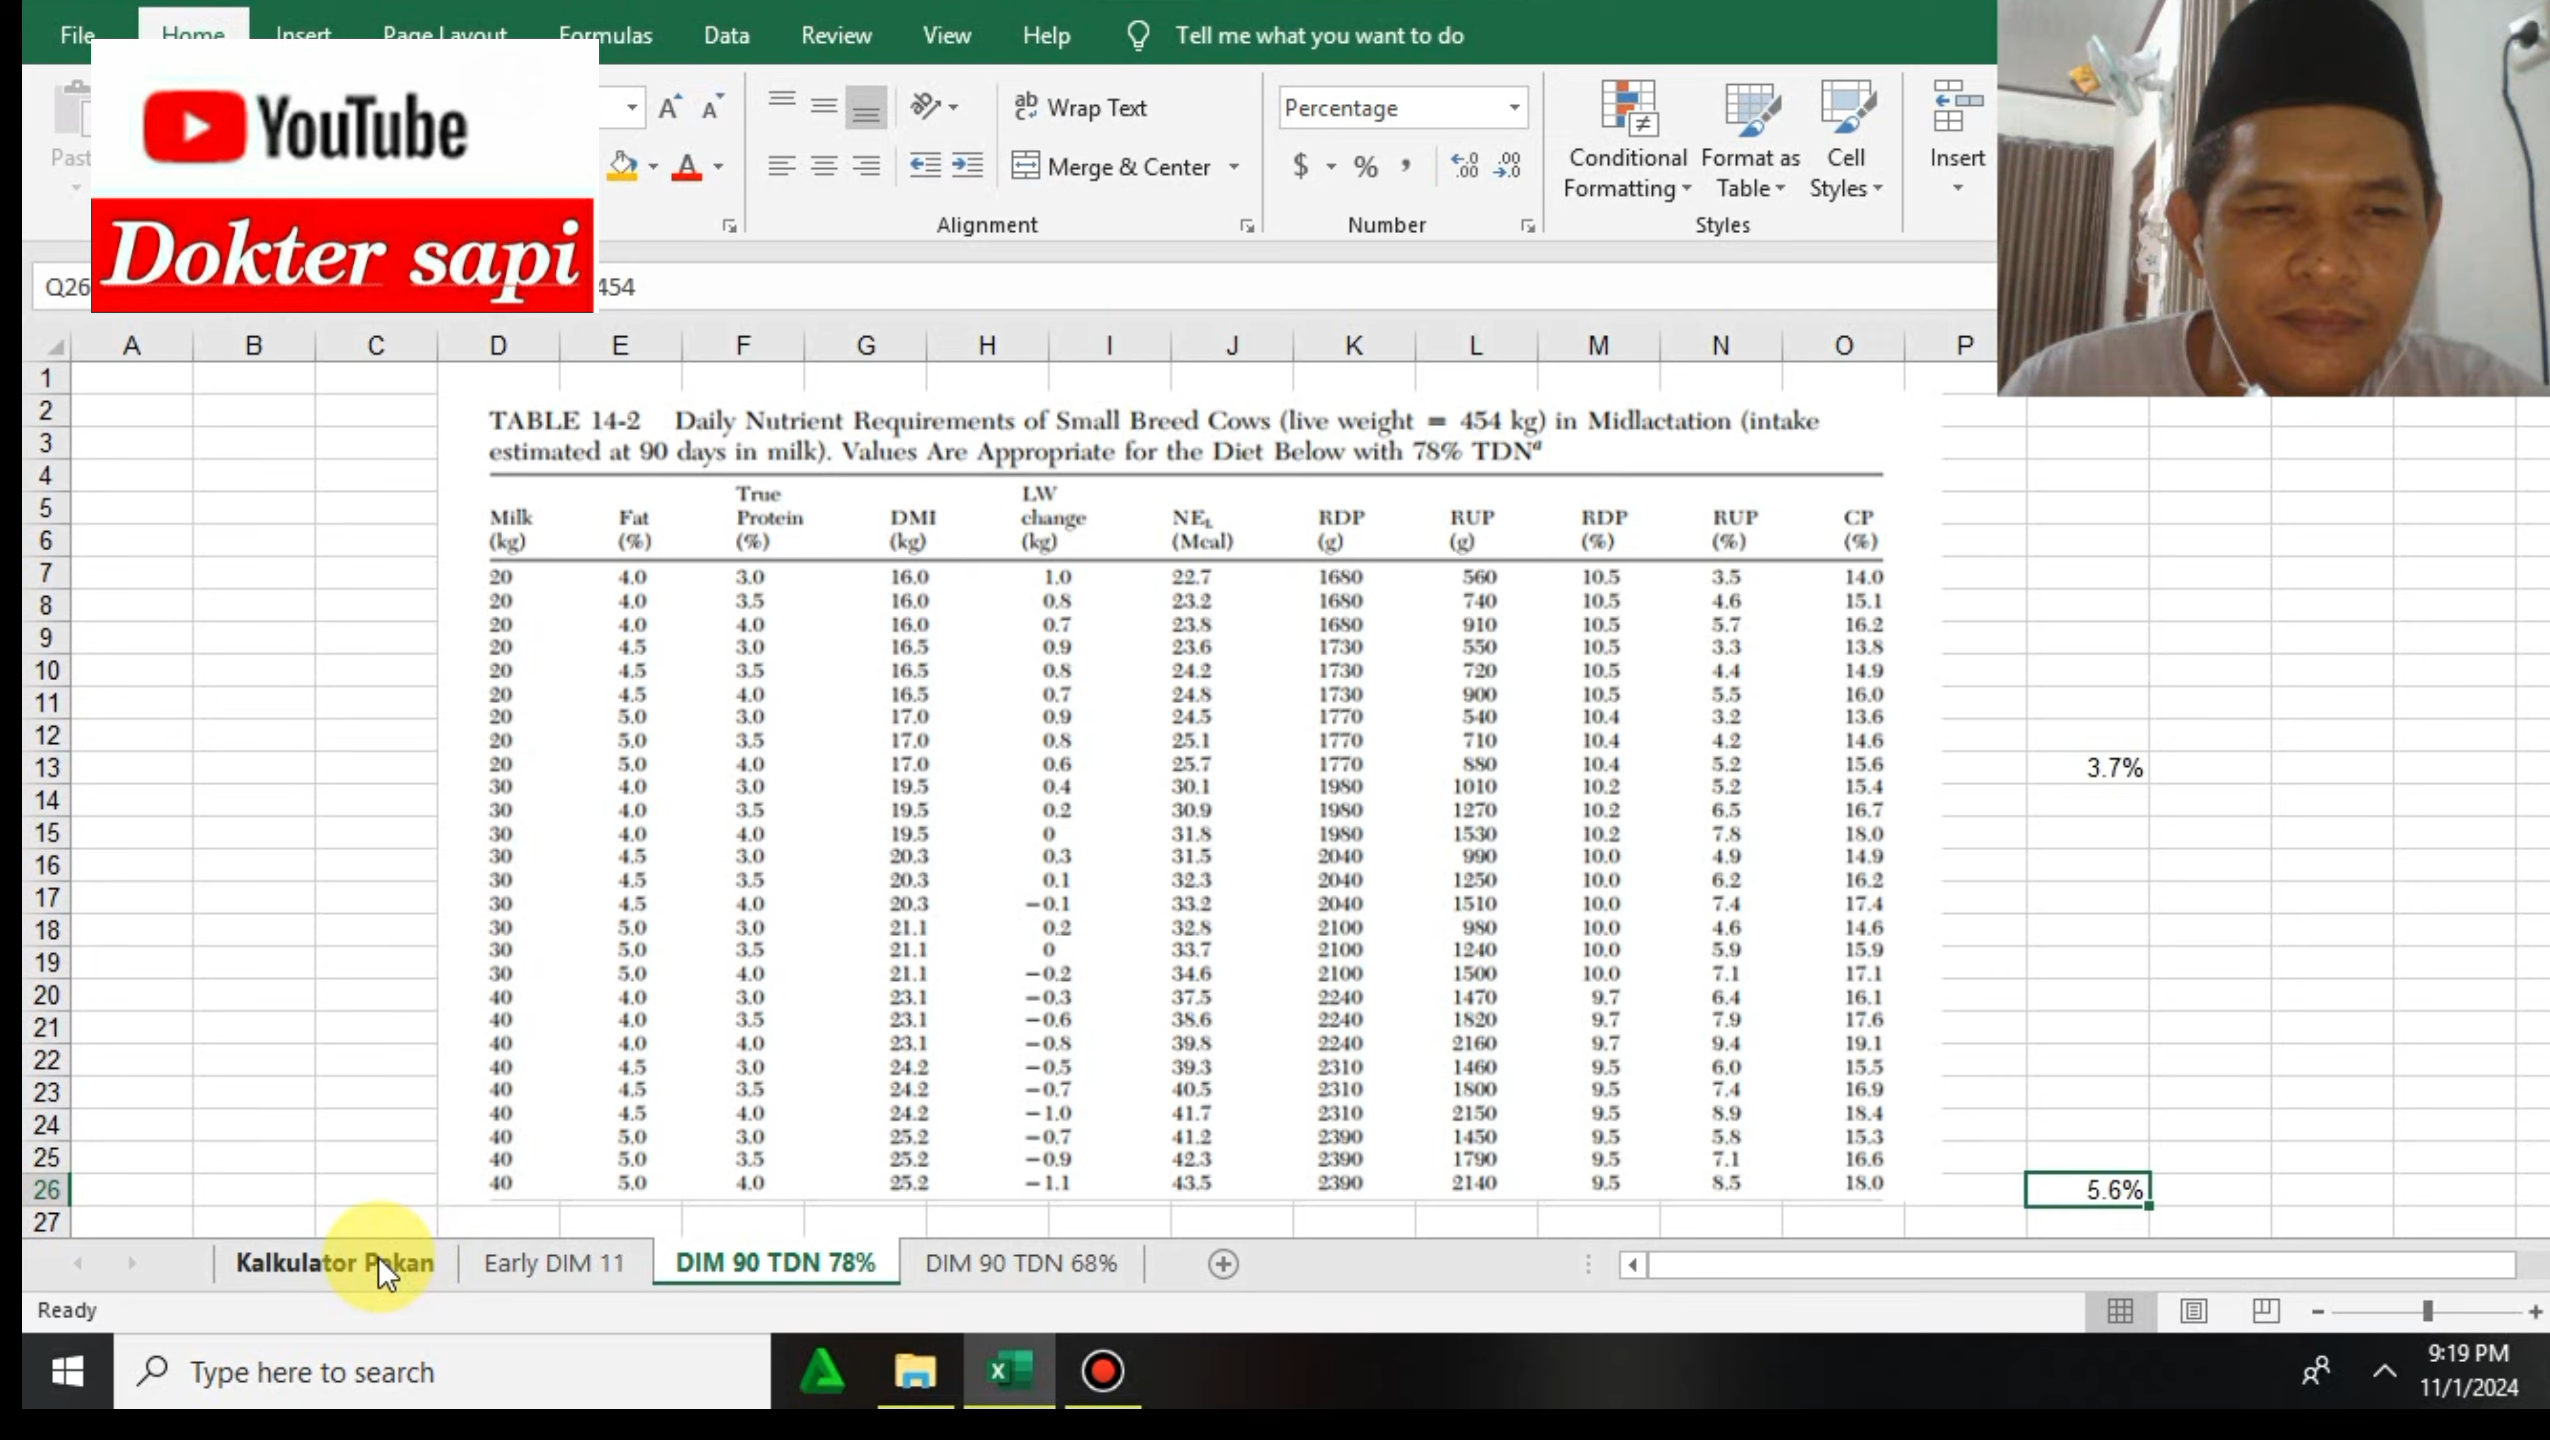 File Home Insert Page Layout Formulas Data Review View Help Tell me what you want to do
YouTube
Dokter sapi
Wrap Text
Merge & Center
Percentage
$ % ,
Conditional Formatting
Format as Table
Cell Styles
Insert
Alignment
Number
Styles
Q26
454
A B C D E F G H I J K L M N O P
1
2
3
4
5
6
7
8
9
10
11
12
13
14
15
16
17
18
19
20
21
22
23
24
25
26
27
TABLE 14-2 Daily Nutrient Requirements of Small Breed Cows (live weight = 454 kg) in Midlactation (intake
estimated at 90 days in milk). Values Are Appropriate for the Diet Below with 78% TDNa
Milk (kg) Fat (%) True Protein (%) DMI (kg) LW change (kg) NEL (Mcal) RDP (g) RUP (g) RDP (%) RUP (%) CP (%)
20 4.0 3.0 16.0 1.0 22.7 1680 560 10.5 3.5 14.0
20 4.0 3.5 16.0 0.8 23.2 1680 740 10.5 4.6 15.1
20 4.0 4.0 16.0 0.7 23.8 1680 910 10.5 5.7 16.2
20 4.5 3.0 16.5 0.9 23.6 1730 550 10.5 3.3 13.8
20 4.5 3.5 16.5 0.8 24.2 1730 720 10.5 4.4 14.9
20 4.5 4.0 16.5 0.7 24.8 1730 900 10.5 5.5 16.0
20 5.0 3.0 17.0 0.9 24.5 1770 540 10.4 3.2 13.6
20 5.0 3.5 17.0 0.8 25.1 1770 710 10.4 4.2 14.6
20 5.0 4.0 17.0 0.6 25.7 1770 880 10.4 5.2 15.6
30 4.0 3.0 19.5 0.4 30.1 1980 1010 10.2 5.2 15.4
30 4.0 3.5 19.5 0.2 30.9 1980 1270 10.2 6.5 16.7
30 4.0 4.0 19.5 0 31.8 1980 1530 10.2 7.8 18.0
30 4.5 3.0 20.3 0.3 31.5 2040 990 10.0 4.9 14.9
30 4.5 3.5 20.3 0.1 32.3 2040 1250 10.0 6.2 16.2
30 4.5 4.0 20.3 −0.1 33.2 2040 1510 10.0 7.4 17.4
30 5.0 3.0 21.1 0.2 32.8 2100 980 10.0 4.6 14.6
30 5.0 3.5 21.1 0 33.7 2100 1240 10.0 5.9 15.9
30 5.0 4.0 21.1 −0.2 34.6 2100 1500 10.0 7.1 17.1
40 4.0 3.0 23.1 −0.3 37.5 2240 1470 9.7 6.4 16.1
40 4.0 3.5 23.1 −0.6 38.6 2240 1820 9.7 7.9 17.6
40 4.0 4.0 23.1 −0.8 39.8 2240 2160 9.7 9.4 19.1
40 4.5 3.0 24.2 −0.5 39.3 2310 1460 9.5 6.0 15.5
40 4.5 3.5 24.2 −0.7 40.5 2310 1800 9.5 7.4 16.9
40 4.5 4.0 24.2 −1.0 41.7 2310 2150 9.5 8.9 18.4
40 5.0 3.0 25.2 −0.7 41.2 2390 1450 9.5 5.8 15.3
40 5.0 3.5 25.2 −0.9 42.3 2390 1790 9.5 7.1 16.6
40 5.0 4.0 25.2 −1.1 43.5 2390 2140 9.5 8.5 18.0
3.7%
5.6%
Kalkulator Pakan Early DIM 11 DIM 90 TDN 78% DIM 90 TDN 68%
Ready
Type here to search
9:19 PM
11/1/2024